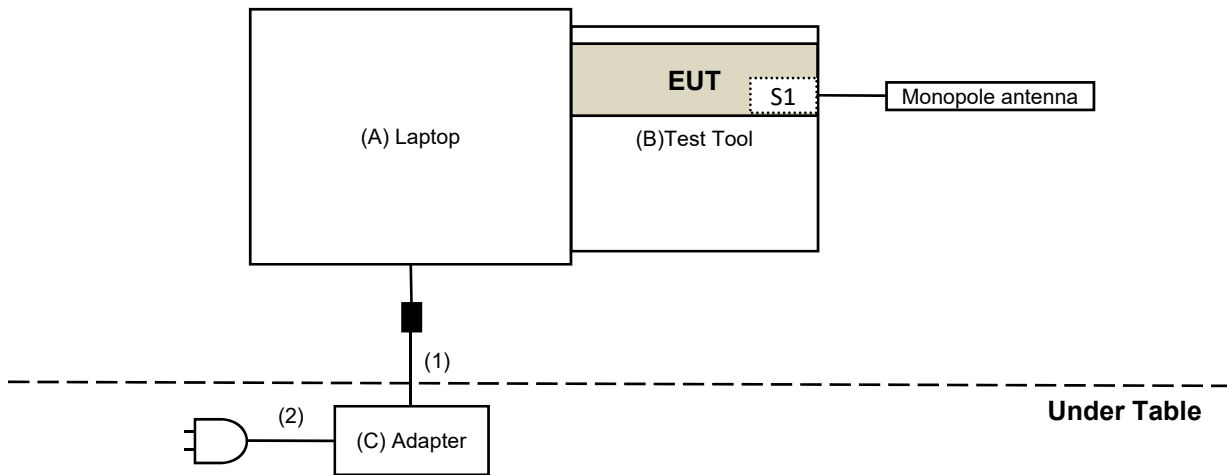 EUT
S1
Monopole antenna
(A) Laptop
(B)Test Tool
(1)
(2)
Under Table
(C) Adapter